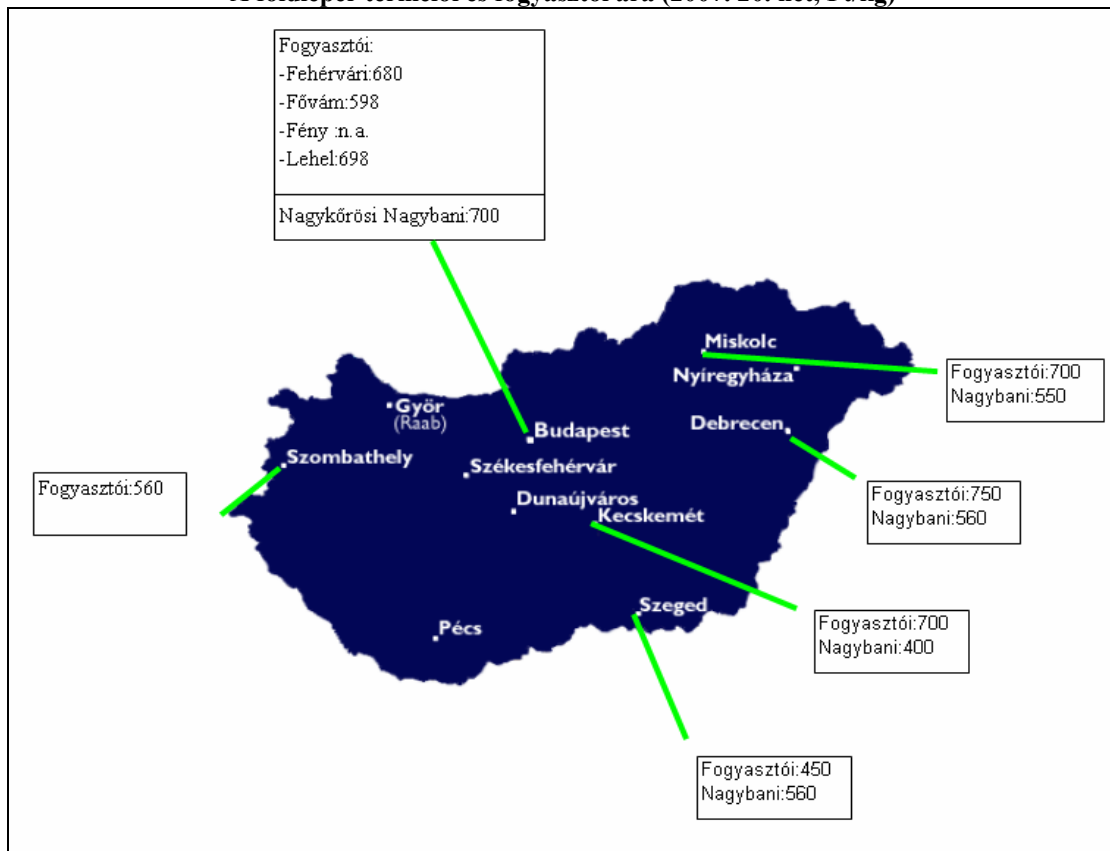 Fogyasztói:
-Fehérvári:680
-Fővám:598
-Fény :n.a.
-Lehel:698
Nagykőrösi Nagybani:700
Miskolc
Nyíregyháza
Fogyasztói:700
Nagybani:550
Györ
(Raab)
Budapest
Debrecen
Szombathely
Székesfehérvár
Fogyasztói:560
Dunaújváros
Kecskemét
Fogyasztói:750
Nagybani:560
Szeged
Pécs
Fogyasztói:700
Nagybani:400
Fogyasztói:450
Nagybani:560